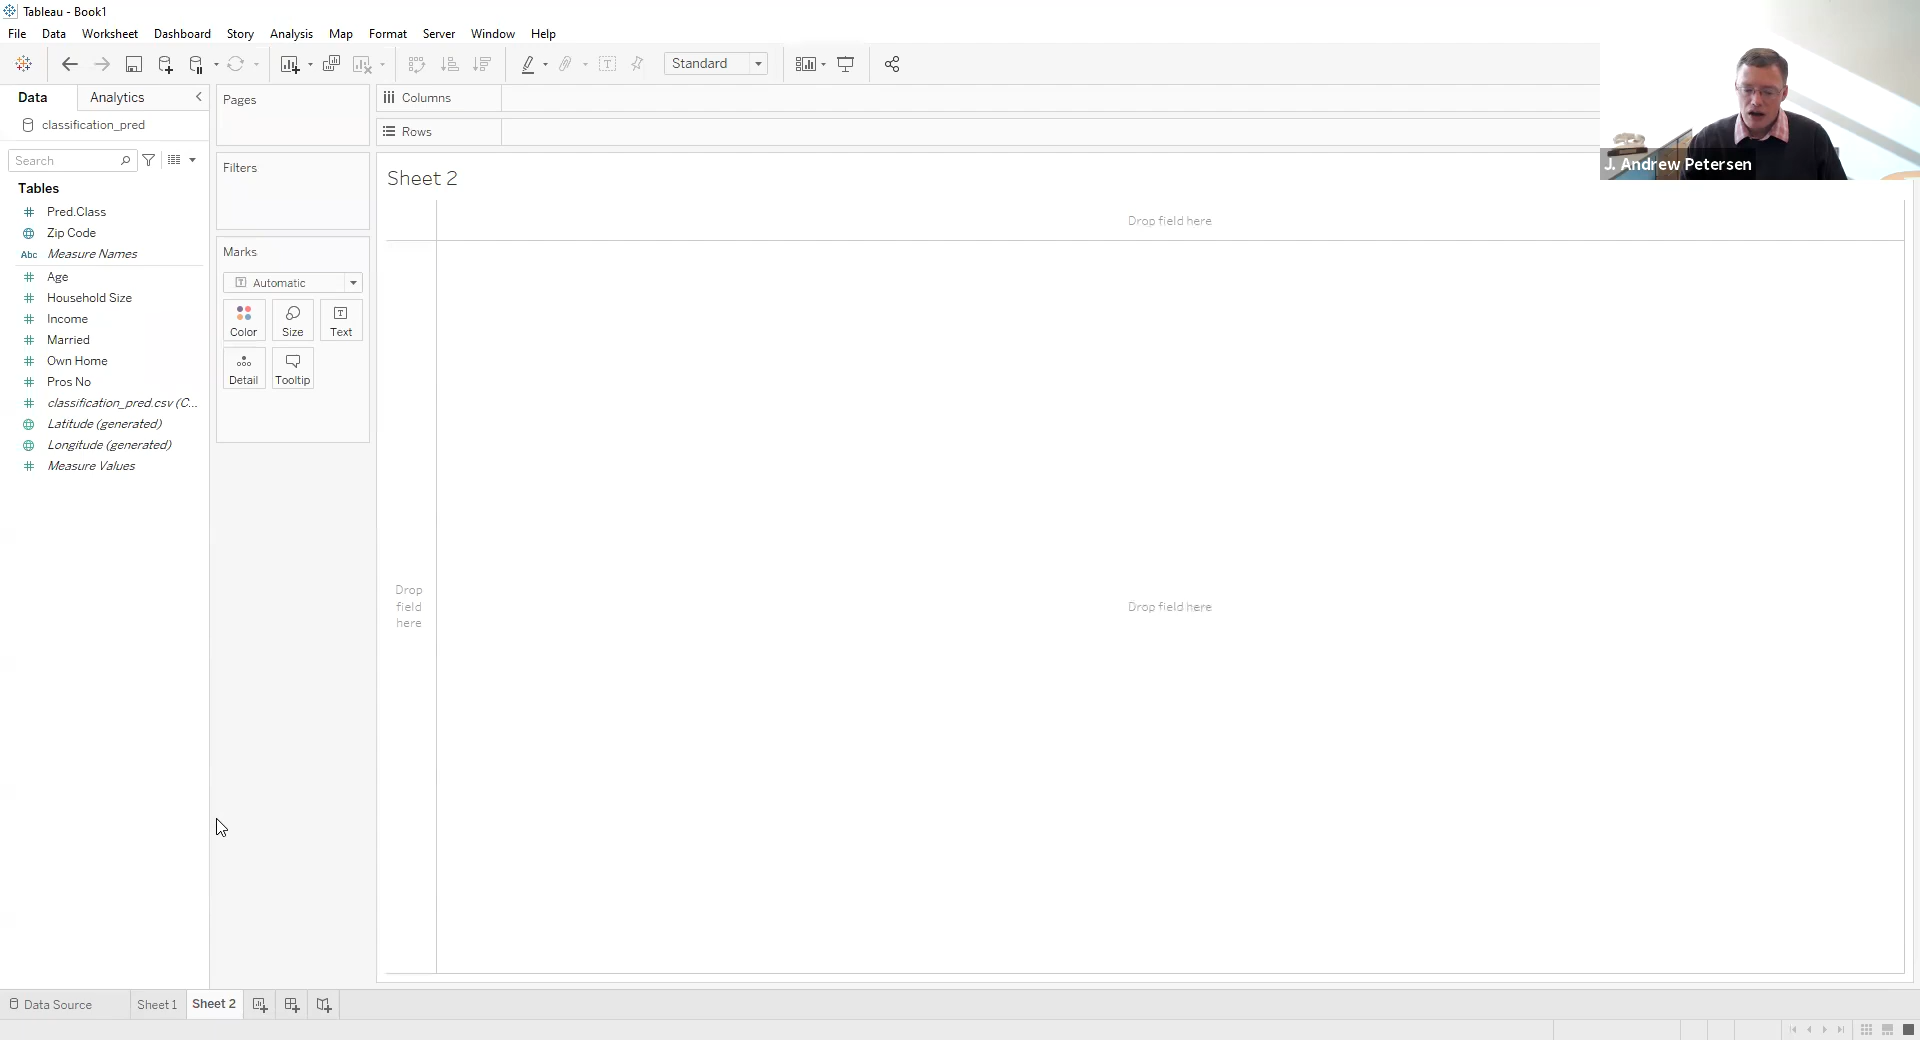 Tableau - Book1
File Data Worksheet Dashboard Story Analysis Map Format Server Window Help
Standard
Data Analytics
classification_pred
Search
Tables
Pred.Class
Zip Code
Abc Measure Names
Age
Household Size
Income
Married
Own Home
Pros No
classification_pred.csv (C...
Latitude (generated)
Longitude (generated)
Measure Values
Pages
Filters
Marks
Automatic
Color Size Text
Detail Tooltip
Columns
Rows
Sheet 2
Drop field here
Drop
field
here
Drop field here
J. Andrew Petersen
Data Source Sheet 1 Sheet 2